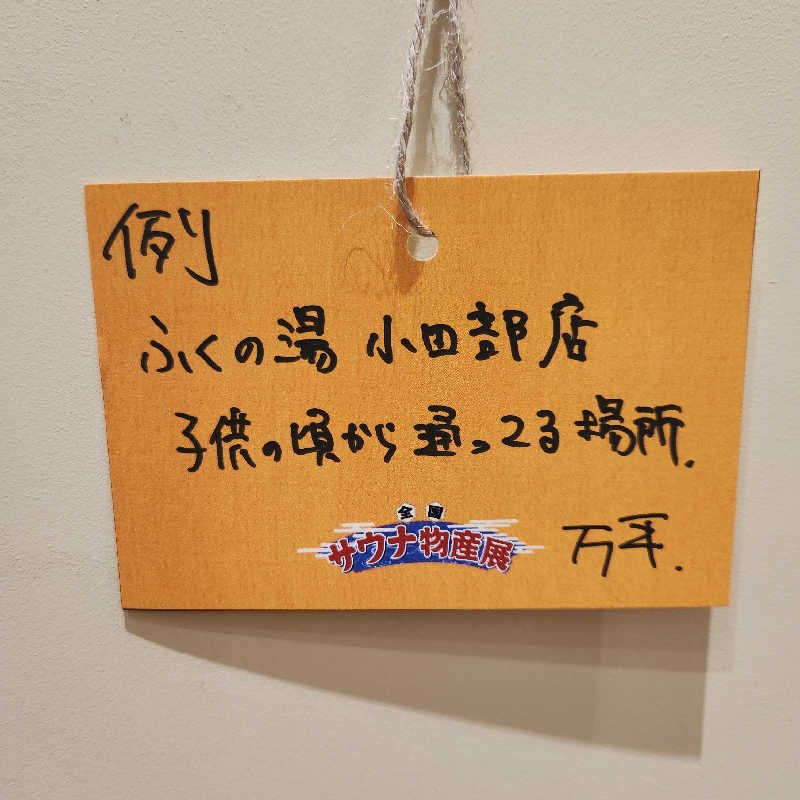 例
ふくの湯 小田部店
子供の頃から通ってる場所.
全国
サウナ物産展
万平.